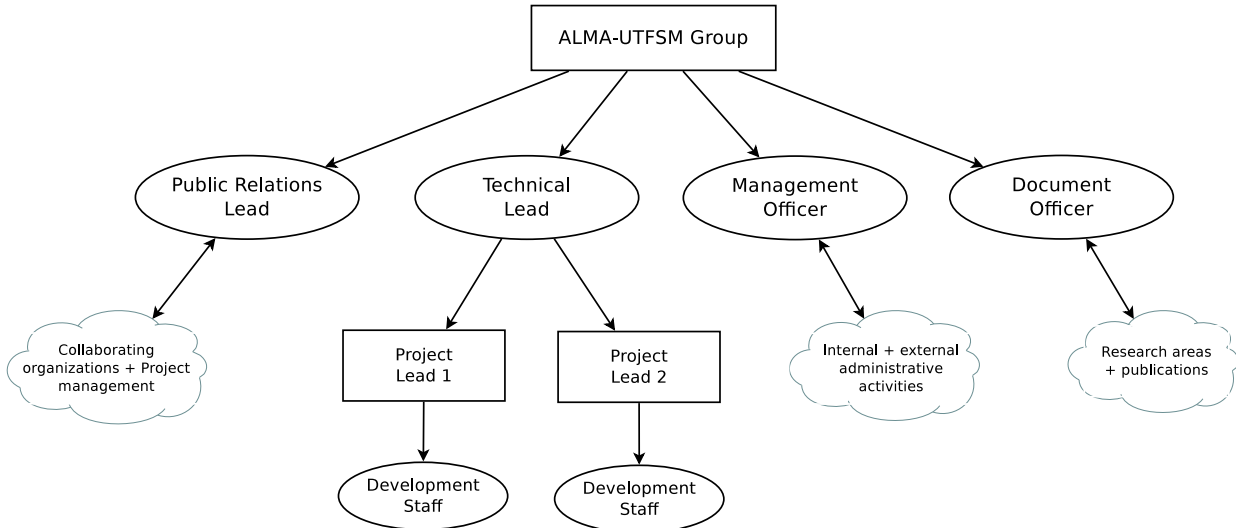 ALMA-UTFSM Group
Public Relations
Lead
Technical
Lead
Management
Officer
Document
Officer
Collaborating
organizations + Project
management
Project
Lead 1
Project
Lead 2
Internal + external
administrative
activities
Research areas
+ publications
Development
Staff
Development
Staff